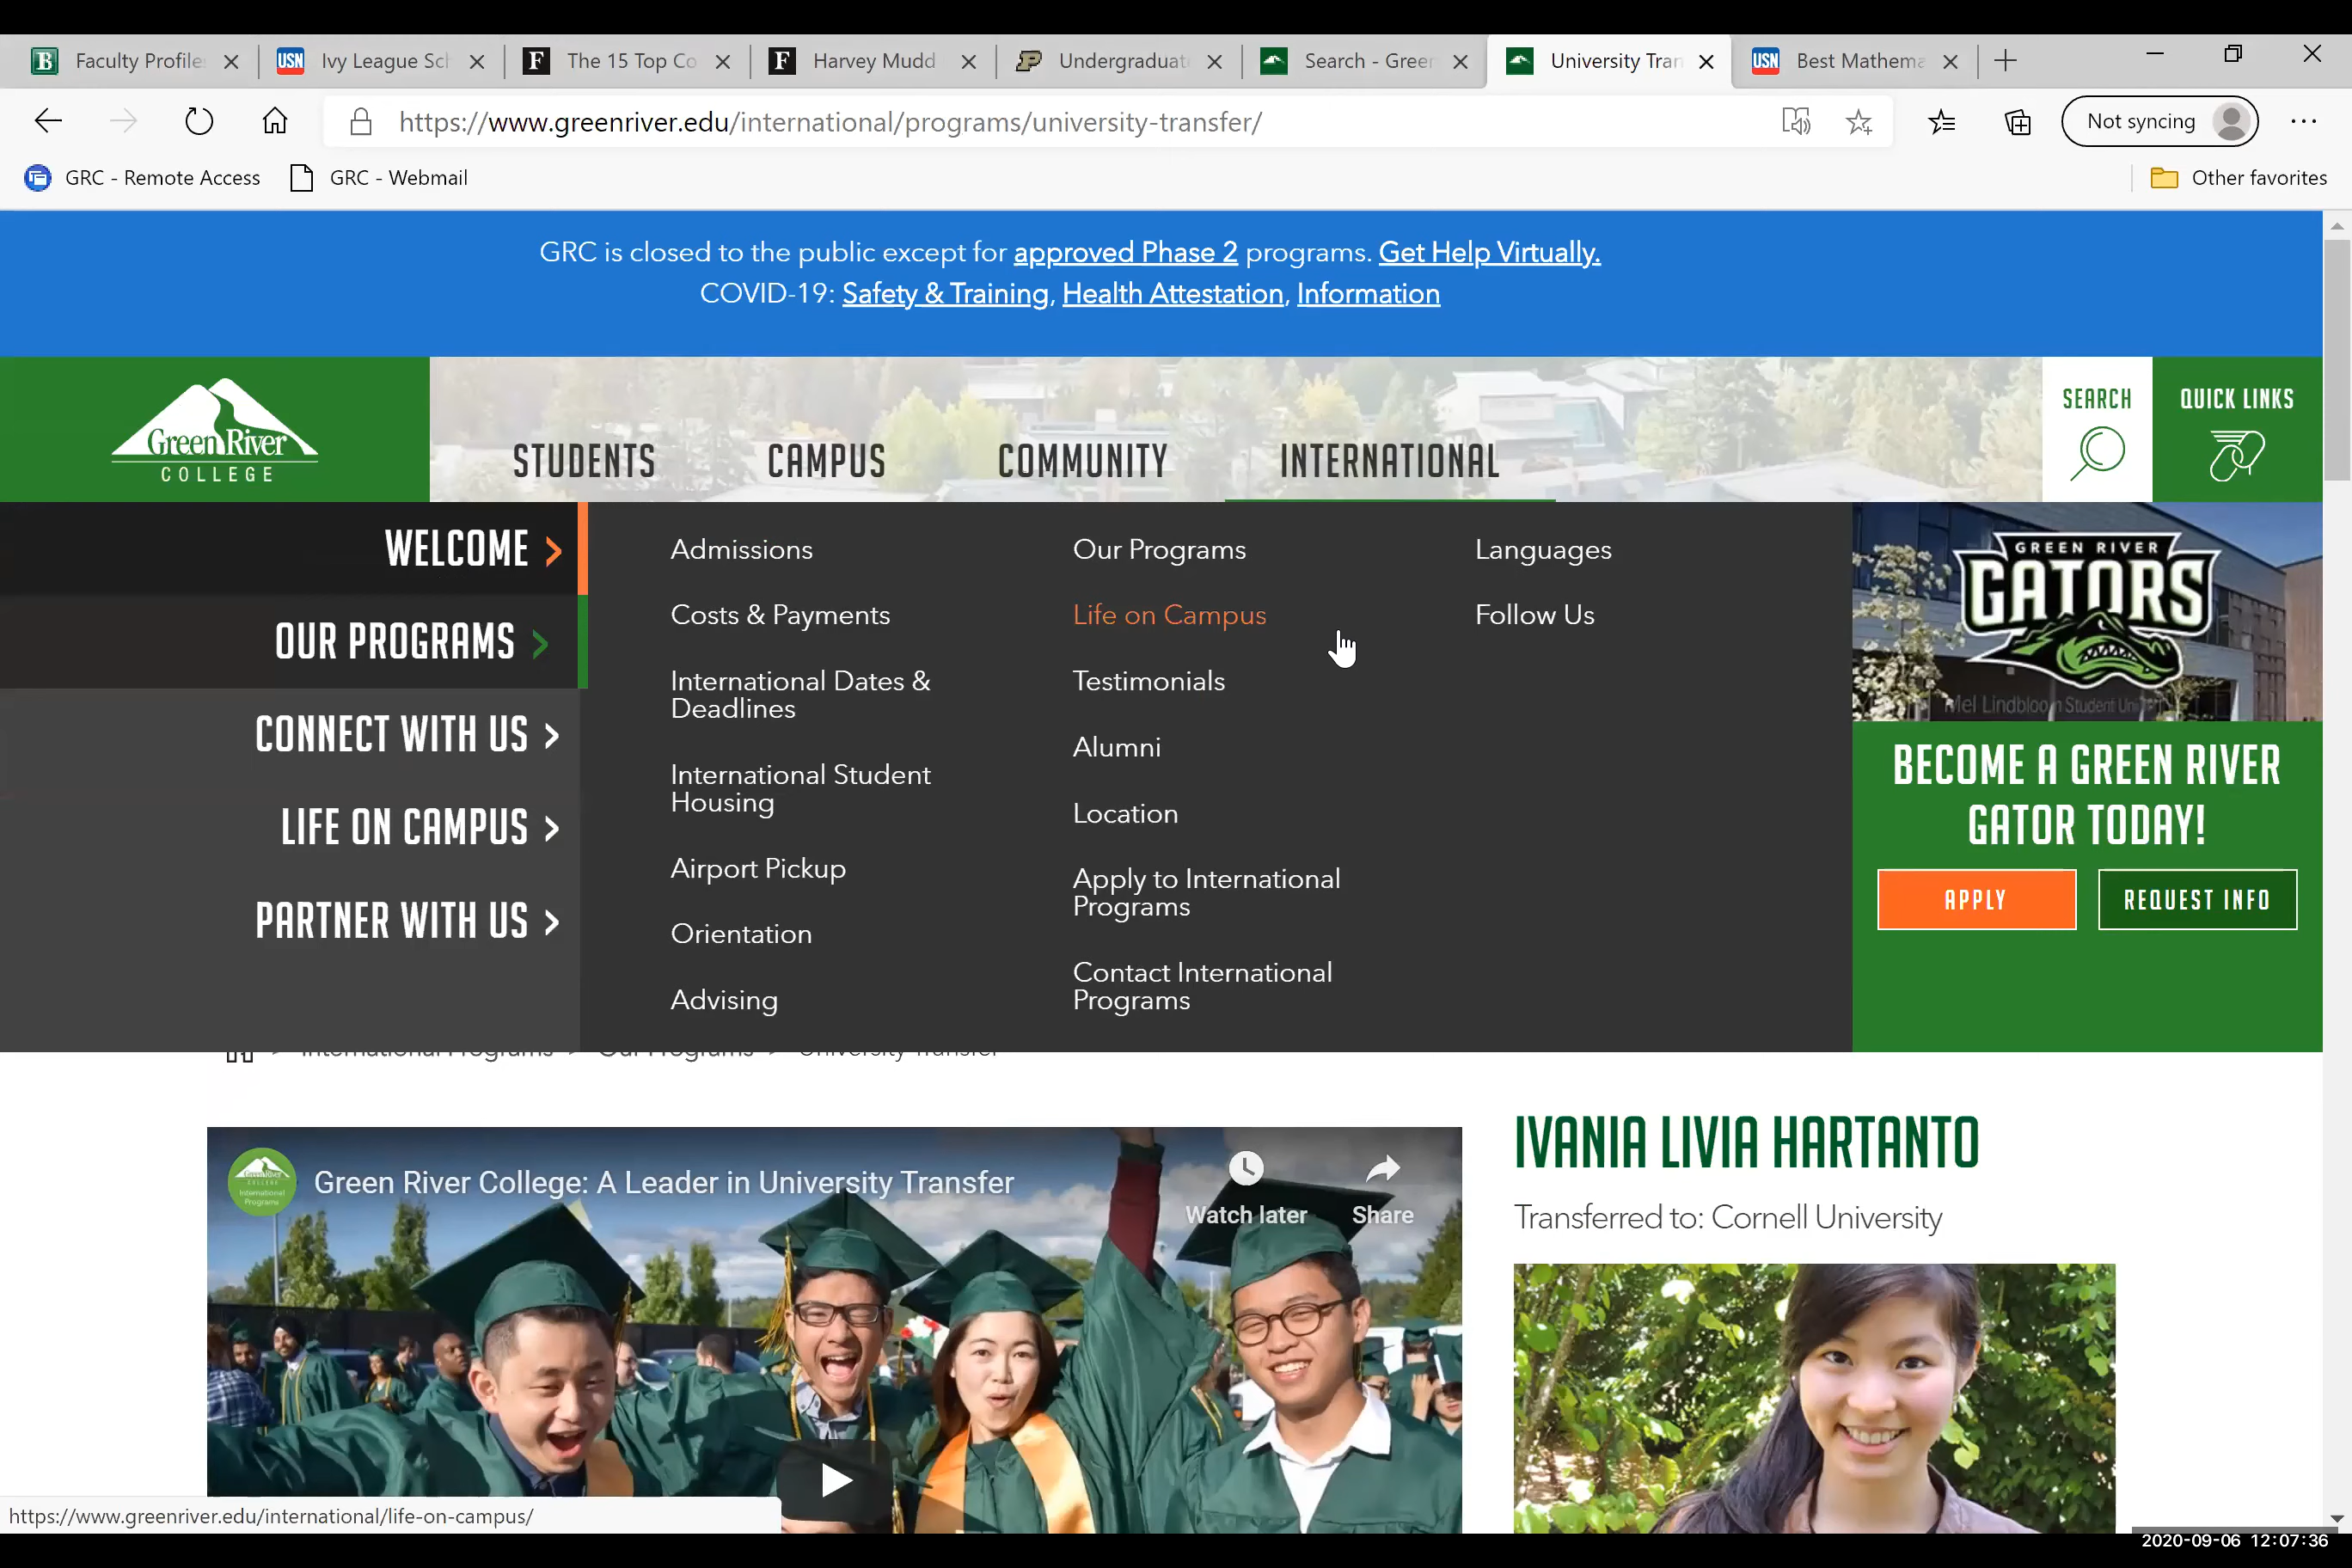 Faculty Profile
Ivy League Sch
The 15 Top Co
Harvey Mudd
Undergraduat
Search - Green
University Tran
Best Mathema
https://www.greenriver.edu/international/programs/university-transfer/
Not syncing
GRC - Remote Access
GRC - Webmail
Other favorites
GRC is closed to the public except for approved Phase 2 programs. Get Help Virtually.
COVID-19: Safety & Training, Health Attestation, Information
Green River
COLLEGE
STUDENTS
CAMPUS
COMMUNITY
INTERNATIONAL
SEARCH
QUICK LINKS
WELCOME
OUR PROGRAMS
CONNECT WITH US
LIFE ON CAMPUS
PARTNER WITH US
Admissions
Costs & Payments
International Dates &
Deadlines
International Student
Housing
Airport Pickup
Orientation
Advising
Our Programs
Life on Campus
Testimonials
Alumni
Location
Apply to International
Programs
Contact International
Programs
Languages
Follow Us
GREEN RIVER
GATORS
Mel Lindbloom Student Uni
BECOME A GREEN RIVER
GATOR TODAY!
APPLY
REQUEST INFO
International Programs > Our Programs > University Transfer
Green River College: A Leader in University Transfer
Watch later
Share
IVANIA LIVIA HARTANTO
Transferred to: Cornell University
https://www.greenriver.edu/international/life-on-campus/
2020-09-06 12:07:36